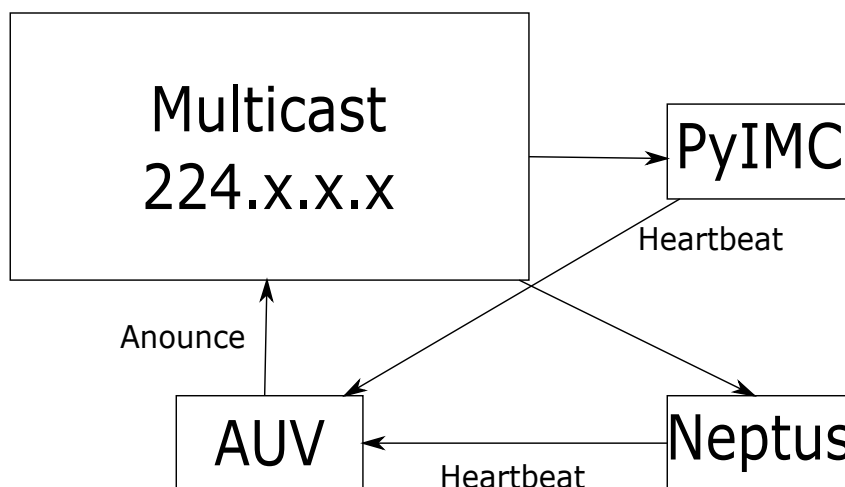 Multicast
224.x.x.x
PyIMC
Heartbeat
Anounce
AUV
Neptus
Heartbeat